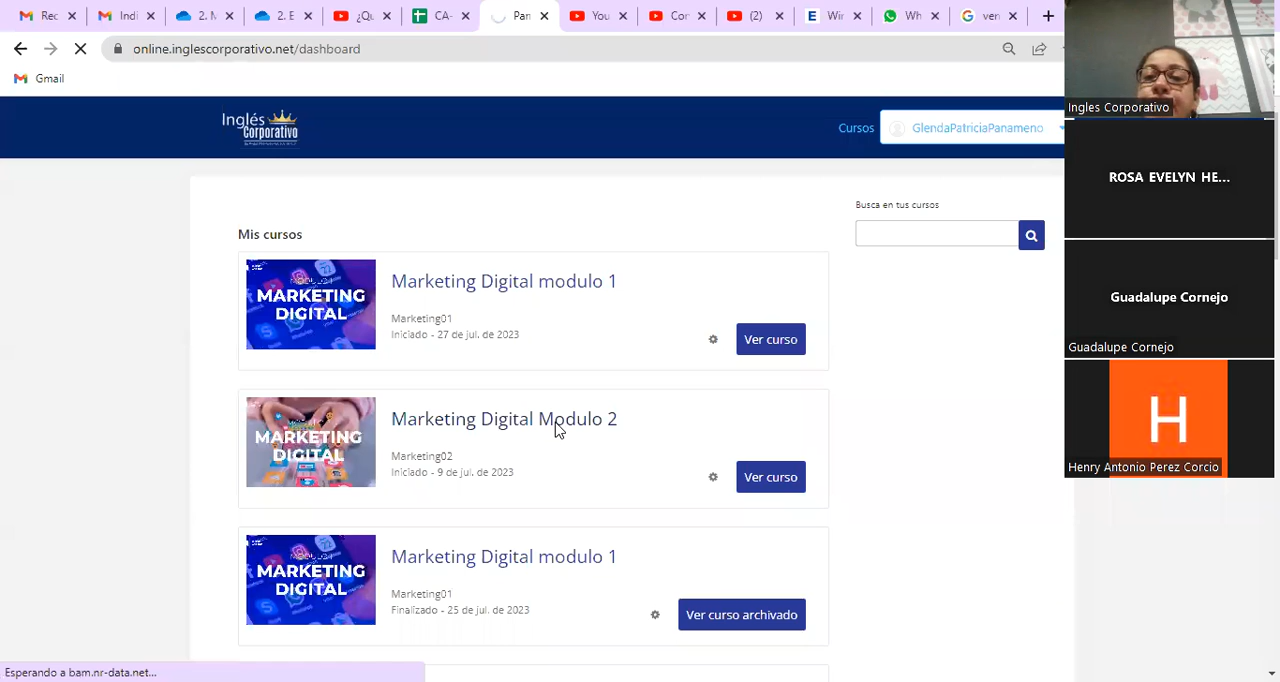 Rec
Indi
2. M
2. E
¿Qu
CA-
Pan
You
Cor
(2)
Wir
Wh
ven
online.inglescorporativo.net/dashboard
Gmail
Inglés
Corporativo
Cursos
GlendaPatriciaPanameno
Busca en tus cursos
Mis cursos
MARKETING
DIGITAL
Marketing Digital modulo 1
Marketing01
Iniciado - 27 de jul. de 2023
Ver curso
MARKETING
DIGITAL
Marketing Digital Modulo 2
Marketing02
Iniciado - 9 de jul. de 2023
Ver curso
MARKETING
DIGITAL
Marketing Digital modulo 1
Marketing01
Finalizado - 25 de jul. de 2023
Ver curso archivado
Esperando a bam.nr-data.net...
Ingles Corporativo
ROSA EVELYN HE...
Guadalupe Cornejo
Guadalupe Cornejo
H
Henry Antonio Perez Corcio